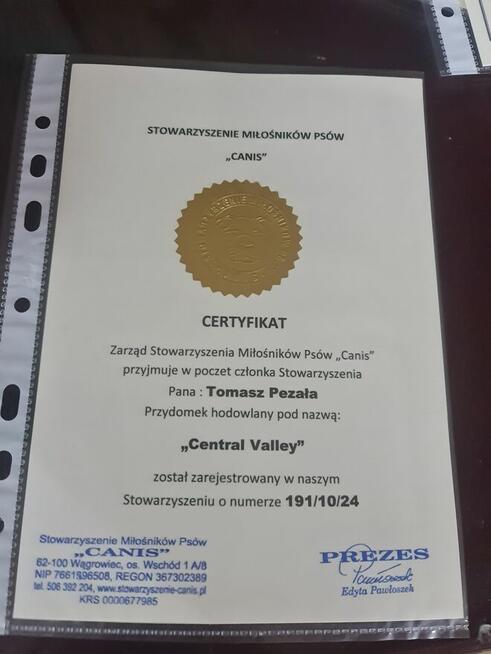 STOWARZYSZENIE MIŁOŚNIKÓW PSÓW
„CANIS”
CERTYFIKAT
Zarząd Stowarzyszenia Miłośników Psów „Canis”
przyjmuje w poczet członka Stowarzyszenia
Pana : Tomasz Pezała
Przydomek hodowlany pod nazwą:
„Central Valley”
został zarejestrowany w naszym
Stowarzyszeniu o numerze 191/10/24
Stowarzyszenie Miłośników Psów
„CANIS”
62-100 Wągrowiec, os. Wschód 1 A/8
NIP 7661996508, REGON 367302389
tel. 506 392 204, www.stowarzyszenie-canis.pl
KRS 0000677985
PREZES
Edyta Pawłoszek